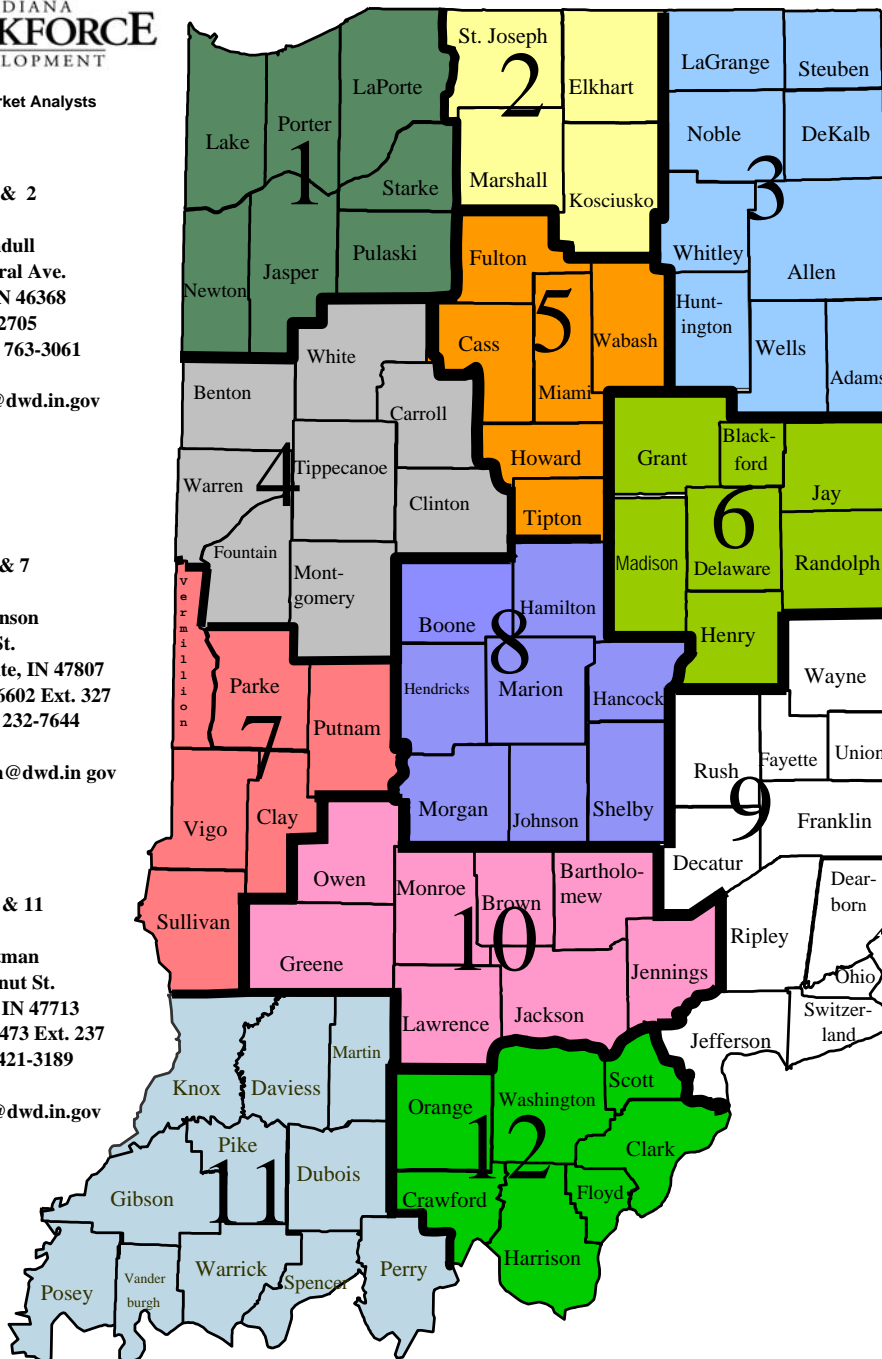 DIANA
KFORCE
LOPMENT
rket Analysts
& 2
dull
ral Ave.
N 46368
2705
763-3061
@dwd.in.gov
& 7
nson
St.
te, IN 47807
6602 Ext. 327
232-7644
n@dwd.in gov
& 11
tman
nut St.
IN 47713
473 Ext. 237
421-3189
@dwd.in.gov
1
Lake
Porter
LaPorte
Starke
Newton
Jasper
Pulaski
2
St. Joseph
Elkhart
Marshall
Kosciusko
3
LaGrange
Steuben
Noble
DeKalb
Whitley
Allen
Hunt-
ington
Wells
Adams
4
White
Benton
Carroll
Warren
Tippecanoe
Clinton
Fountain
Mont-
gomery
5
Fulton
Cass
Miami
Wabash
Howard
Tipton
6
Grant
Black-
ford
Jay
Madison
Delaware
Randolph
Henry
7
vermillion
Parke
Putnam
Vigo
Clay
Sullivan
8
Boone
Hamilton
Hendricks
Marion
Hancock
Morgan
Johnson
Shelby
9
Wayne
Rush
Fayette
Union
Decatur
Franklin
Ripley
Dear-
born
Ohio
Switzer-
land
Jefferson
10
Owen
Monroe
Brown
Bartholo-
mew
Greene
Jennings
Lawrence
Jackson
11
Knox
Daviess
Martin
Pike
Dubois
Gibson
Posey
Vander
burgh
Warrick
Spencer
Perry
12
Orange
Washington
Scott
Clark
Crawford
Floyd
Harrison